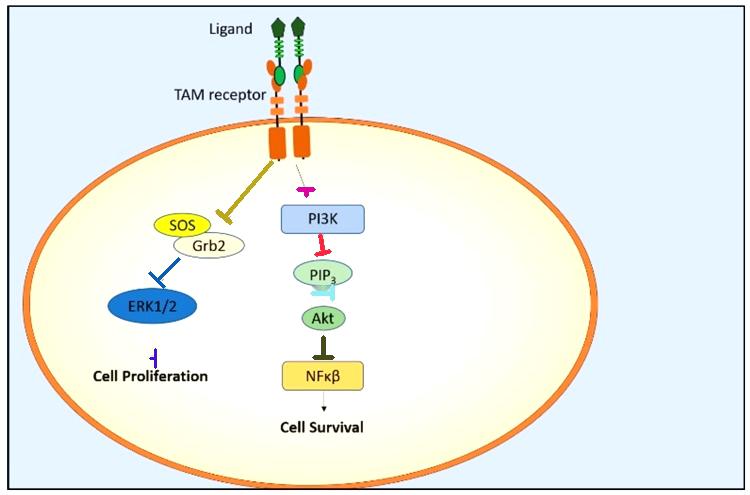 Ligand
TAM receptor
SOS
Grb2
PI3K
PIP3
ERK1/2
Akt
Cell Proliferation
NFκβ
Cell Survival